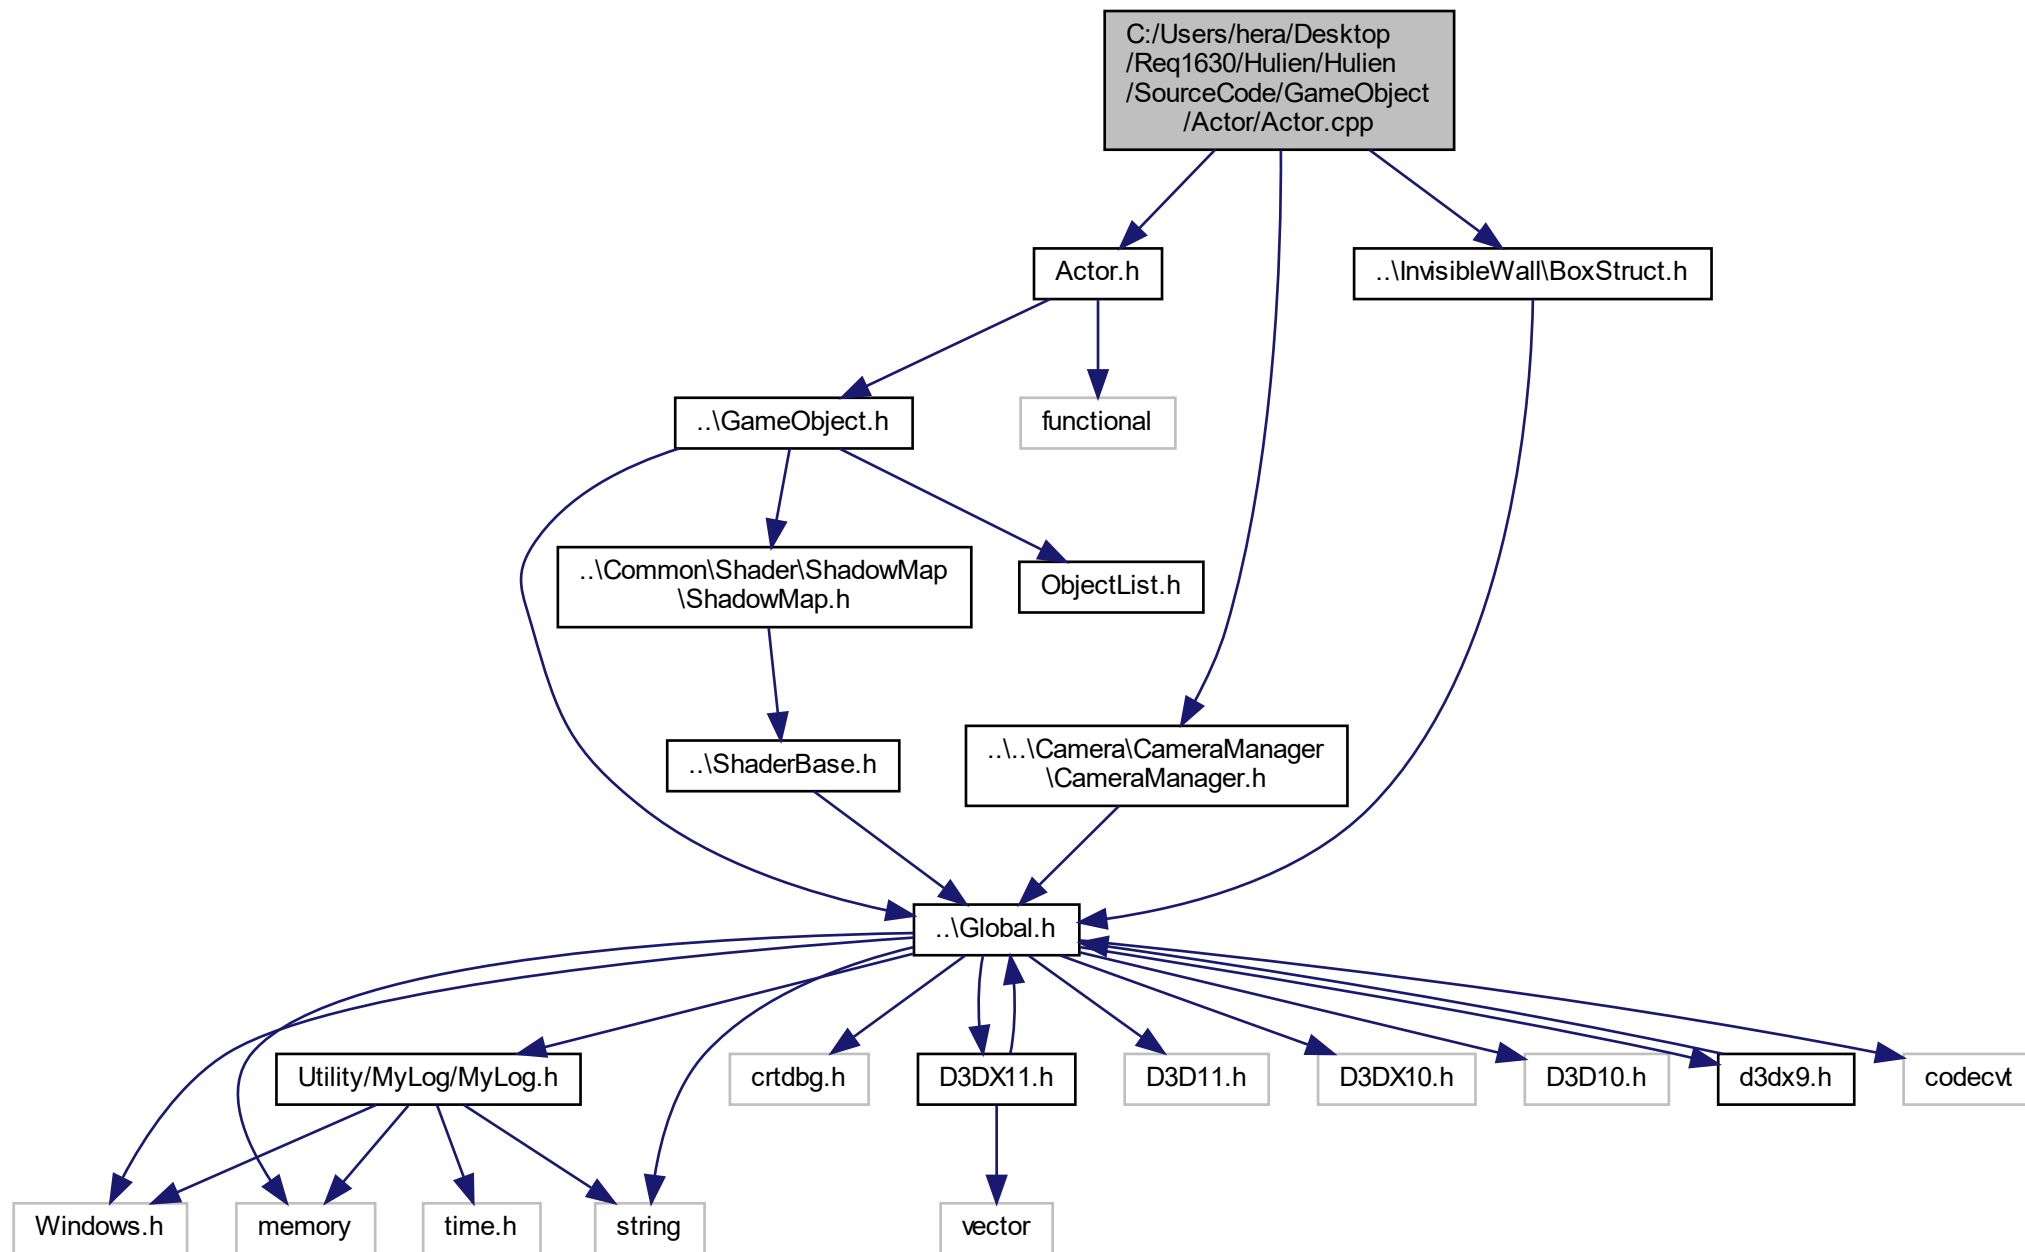 C:/Users/hera/Desktop
/Req1630/Hulien/Hulien
/SourceCode/GameObject
/Actor/Actor.cpp
Actor.h
..\InvisibleWall\BoxStruct.h
..\GameObject.h
functional
..\Common\Shader\ShadowMap
\ShadowMap.h
ObjectList.h
..\ShaderBase.h
..\..\Camera\CameraManager
\CameraManager.h
..\Global.h
Utility/MyLog/MyLog.h
crtdbg.h
D3DX11.h
D3D11.h
D3DX10.h
D3D10.h
d3dx9.h
codecvt
Windows.h
memory
time.h
string
vector